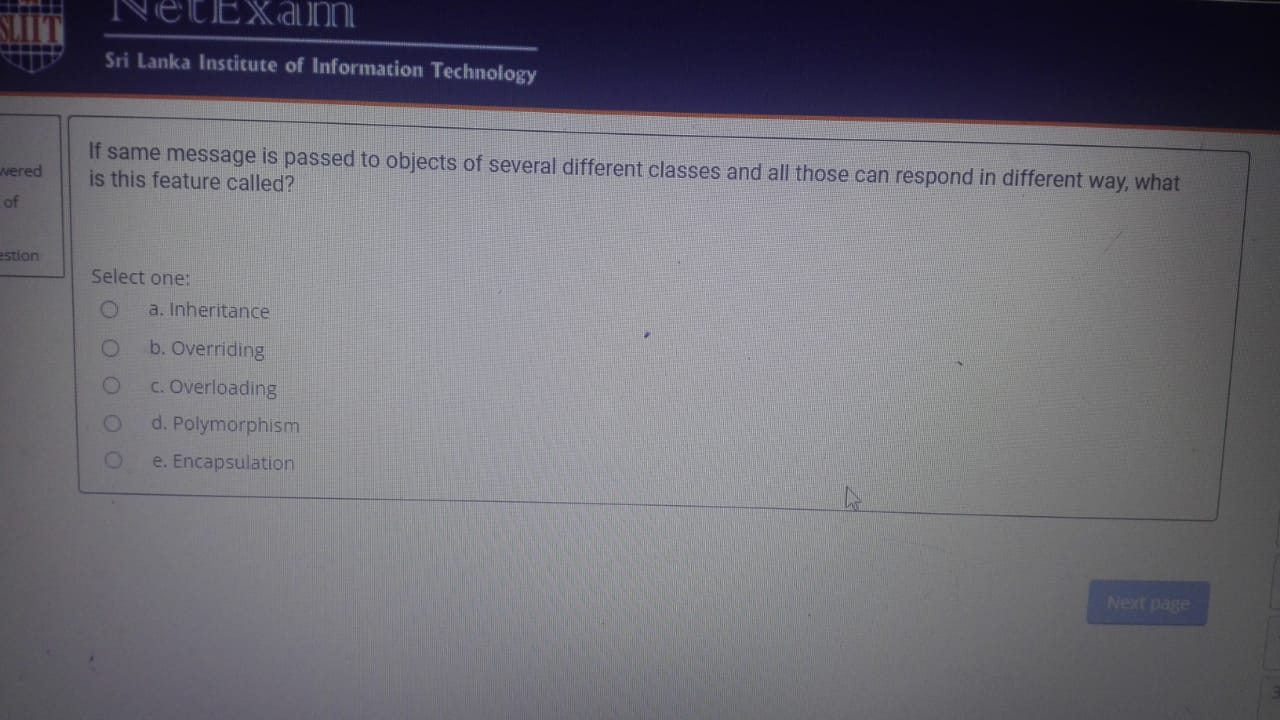 SLIIT
NetExam
Sri Lanka Institute of Information Technology
wered
of
estion
If same message is passed to objects of several different classes and all those can respond in different way, what
is this feature called?
Select one:
a. Inheritance
b. Overriding
c. Overloading
d. Polymorphism
e. Encapsulation
Next page